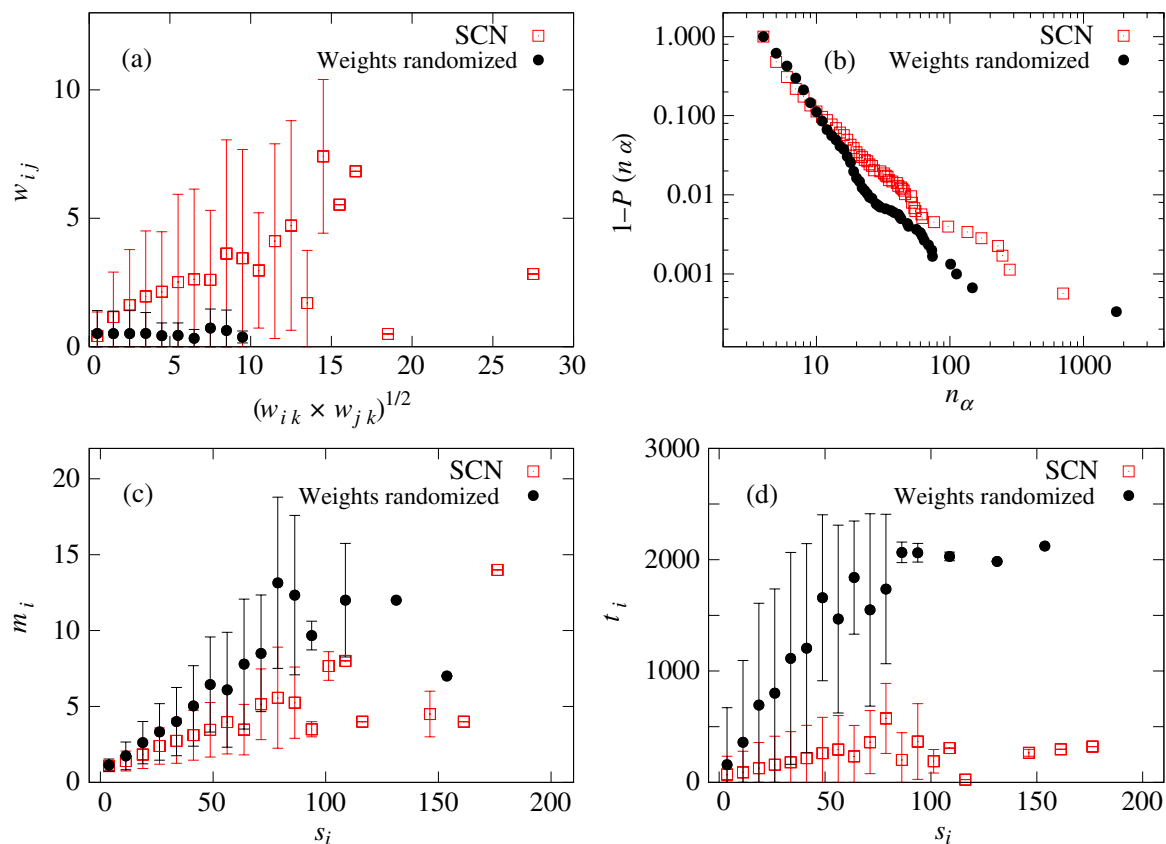 (a)
SCN
Weights randomized
w_{ij}
10
5
0
0 5 10 15 20 25 30
(w_{ik} × w_{jk})^{1/2}
(b)
SCN
Weights randomized
1–P (n α)
1.000
0.100
0.010
0.001
10 100 1000
n_α
(c)
SCN
Weights randomized
m_i
20
15
10
5
0
0 50 100 150 200
s_i
(d)
SCN
Weights randomized
t_i
3000
2000
1000
0
0 50 100 150 200
s_i